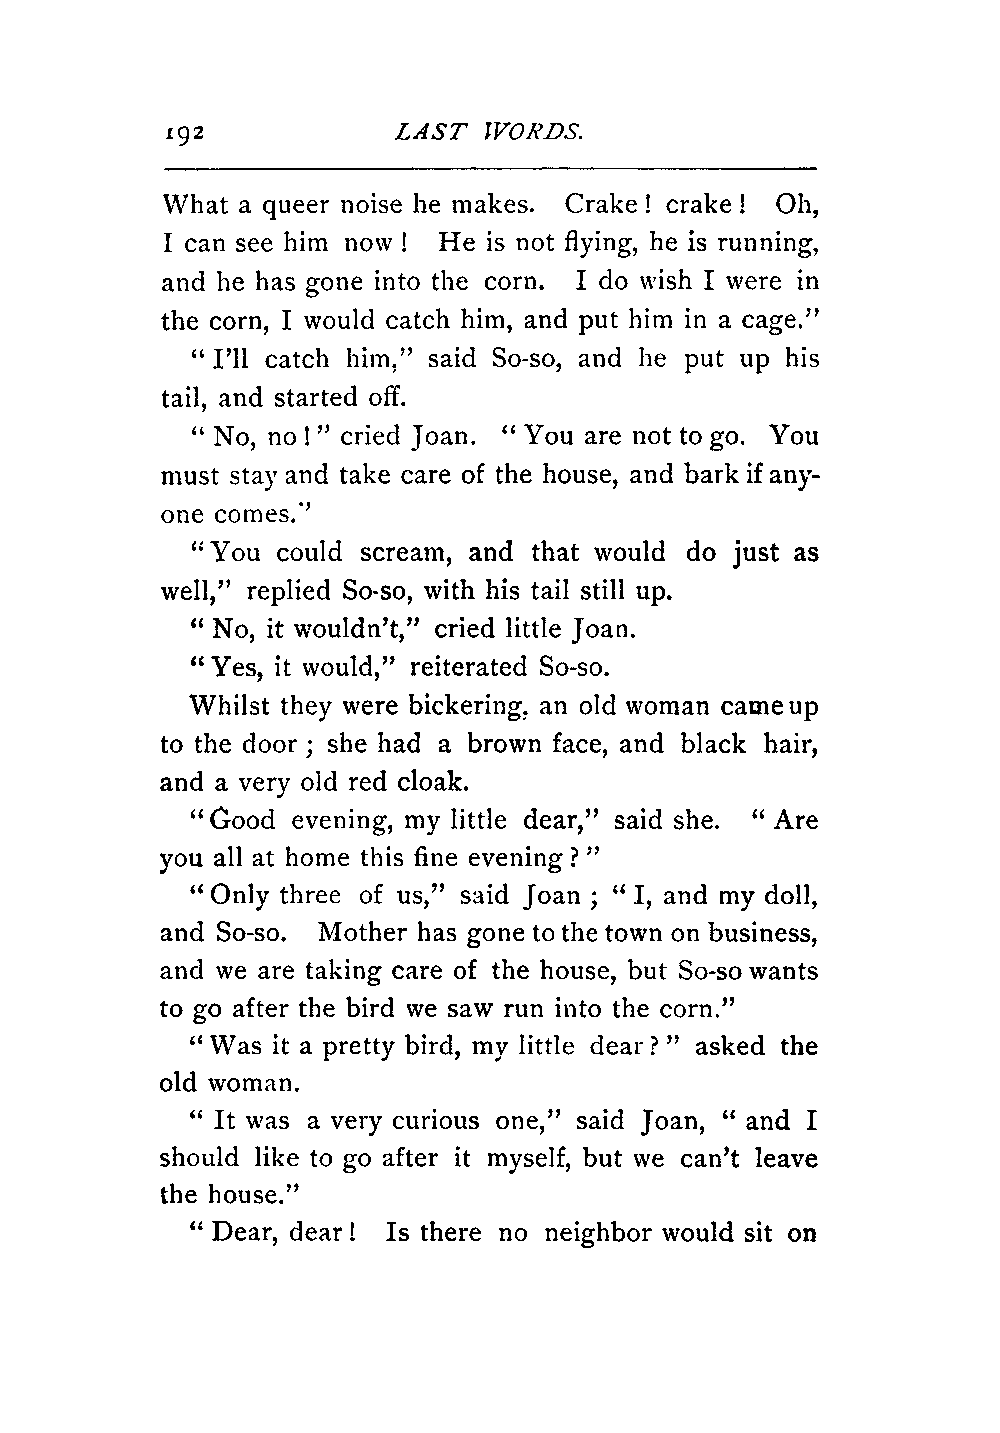 192 LAST WORDS.
What a queer noise he makes. Crake! crake! Oh,
I can see him now! He is not flying, he is running,
and he has gone into the corn. I do wish I were in
the corn, I would catch him, and put him in a cage."
"I'll catch him," said So-so, and he put up his
tail, and started off.
"No, no!" cried Joan. "You are not to go. You
must stay and take care of the house, and bark if any-
one comes."
"You could scream, and that would do just as
well," replied So-so, with his tail still up.
"No, it wouldn't," cried little Joan.
"Yes, it would," reiterated So-so.
Whilst they were bickering, an old woman came up
to the door; she had a brown face, and black hair,
and a very old red cloak.
"Good evening, my little dear," said she. "Are
you all at home this fine evening?"
"Only three of us," said Joan; "I, and my doll,
and So-so. Mother has gone to the town on business,
and we are taking care of the house, but So-so wants
to go after the bird we saw run into the corn."
"Was it a pretty bird, my little dear?" asked the
old woman.
"It was a very curious one," said Joan, "and I
should like to go after it myself, but we can't leave
the house."
"Dear, dear! Is there no neighbor would sit on